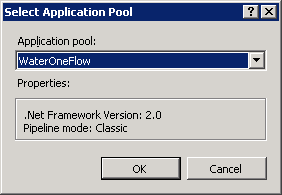 Select Application Pool
Application pool:
WaterOneFlow
Properties:
.Net Framework Version: 2.0
Pipeline mode: Classic
OK
Cancel